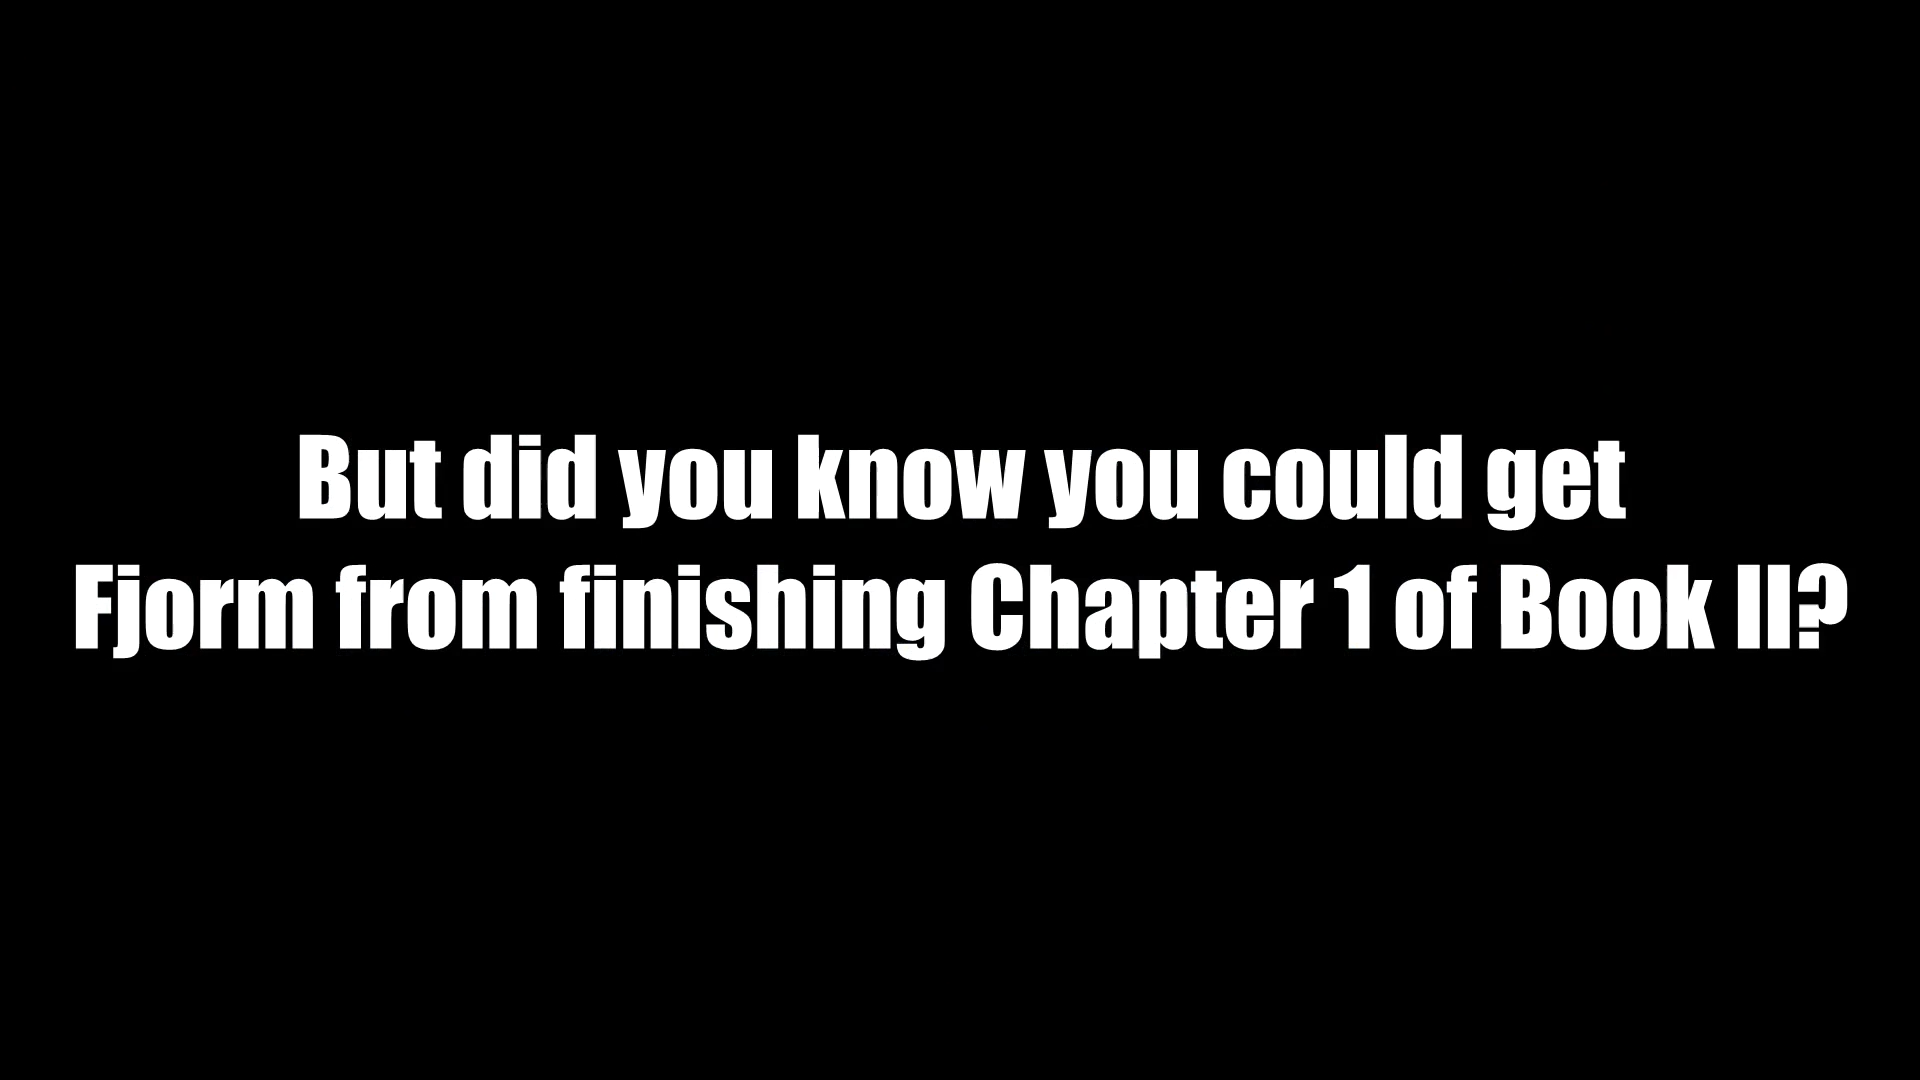 But did you know you could get
Fjorm from finishing Chapter 1 of Book II?